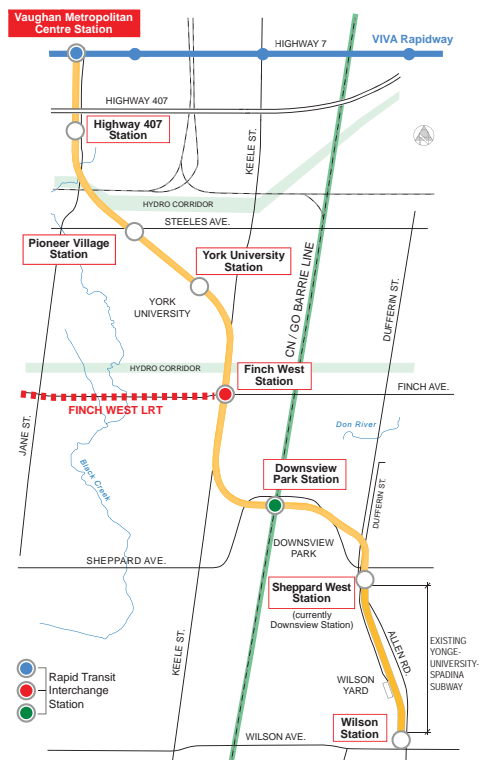 Vaughan Metropolitan
Centre Station
VIVA Rapidway
HIGHWAY 7
HIGHWAY 407
Highway 407
Station
KEELE ST.
HYDRO CORRIDOR
STEELES AVE.
Pioneer Village
Station
York University
Station
YORK
UNIVERSITY
CN / GO BARRIE LINE
DUFFERIN ST.
HYDRO CORRIDOR
Finch West
Station
FINCH AVE.
FINCH WEST LRT
JANE ST.
Don River
Black Creek
Downsview
Park Station
DUFFERIN ST.
DOWNSVIEW
PARK
SHEPPARD AVE.
Sheppard West
Station
(currently
Downsview Station)
KEELE ST.
ALLEN RD.
EXISTING
YONGE-
UNIVERSITY-
SPADINA
SUBWAY
WILSON
YARD
Rapid Transit
Interchange
Station
Wilson
Station
WILSON AVE.